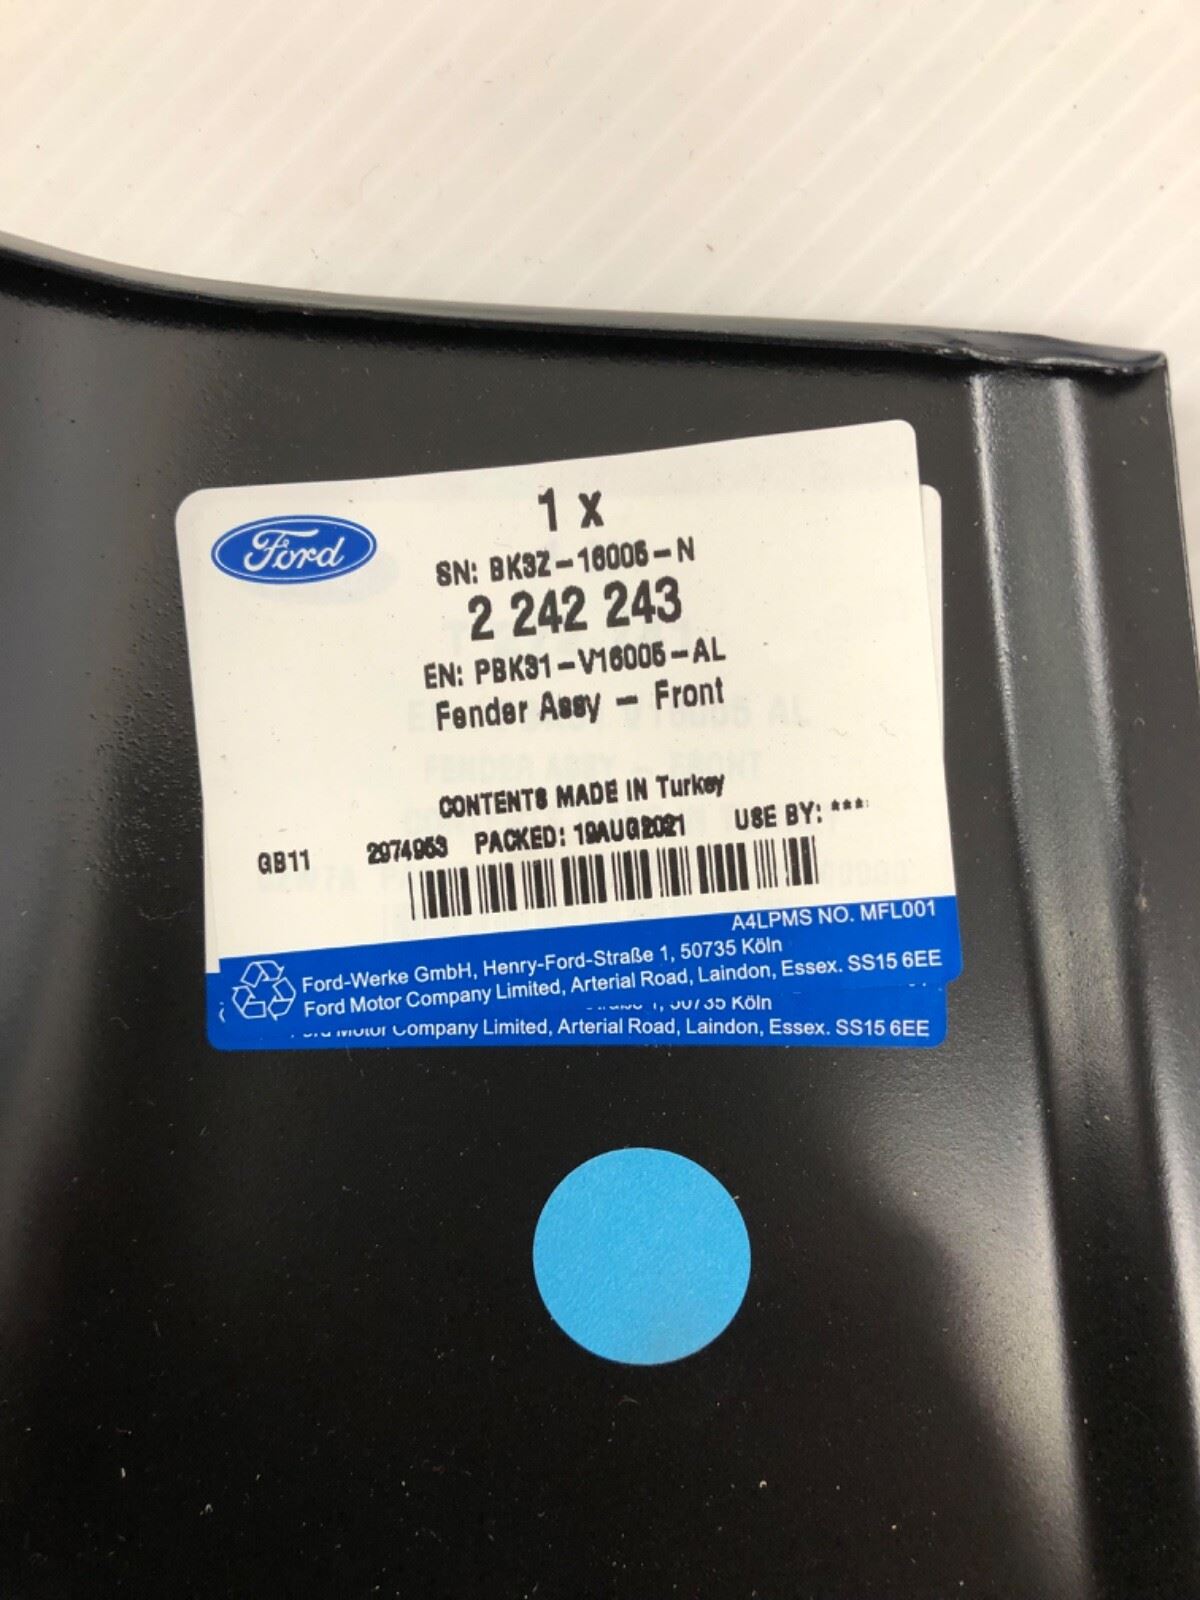 1 x
Ford
SN: BK3Z-16005-N
2 242 243
EN: PBK31-V16005-AL
Fender Assy - Front
CONTENTS MADE IN Turkey
GB11 2974953 PACKED: 19AUG2021 USE BY: ***
A4LPMS NO. MFL001
Ford-Werke GmbH, Henry-Ford-Straße 1, 50735 Köln
Ford Motor Company Limited, Arterial Road, Laindon, Essex. SS15 6EE
50735 Köln
Motor Company Limited, Arterial Road, Laindon, Essex. SS15 6EE